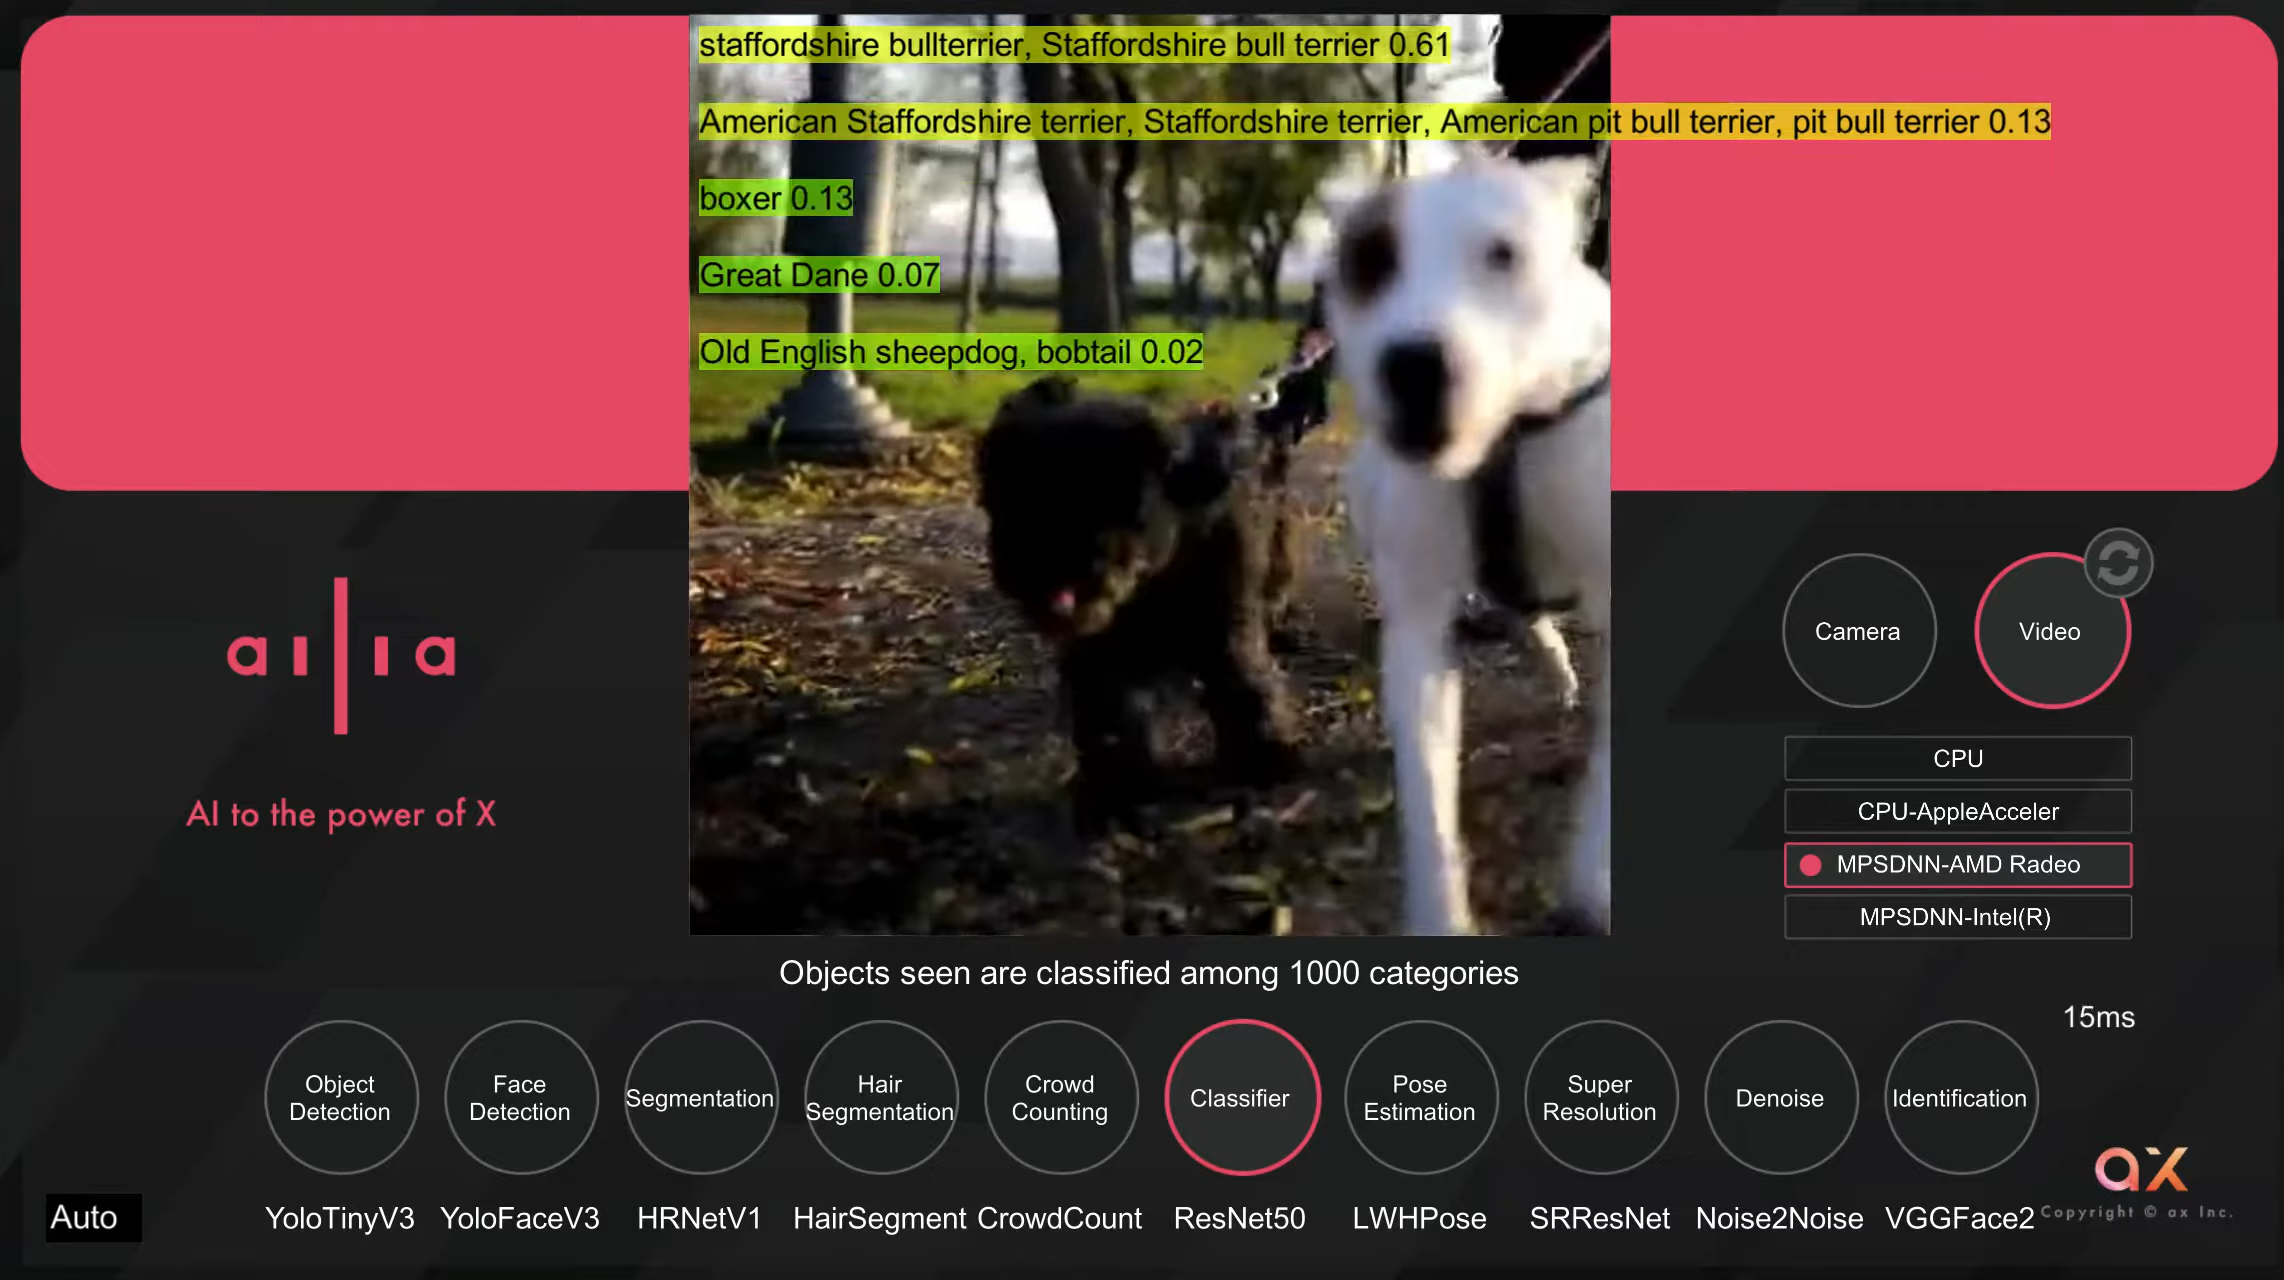 staffordshire bullterrier, Staffordshire bull terrier 0.61
American Staffordshire terrier, Staffordshire terrier, American pit bull terrier, pit bull terrier 0.13
boxer 0.13
Great Dane 0.07
Old English sheepdog, bobtail 0.02
ailia
AI to the power of X
Camera
Video
CPU
CPU-AppleAcceler
MPSDNN-AMD Radeo
MPSDNN-Intel(R)
Objects seen are classified among 1000 categories
15ms
Object
Detection
Face
Detection
Segmentation
Hair
Segmentation
Crowd
Counting
Classifier
Pose
Estimation
Super
Resolution
Denoise
Identification
ax
Copyright © ax Inc.
Auto
YoloTinyV3
YoloFaceV3
HRNetV1
HairSegment
CrowdCount
ResNet50
LWHPose
SRResNet
Noise2Noise
VGGFace2